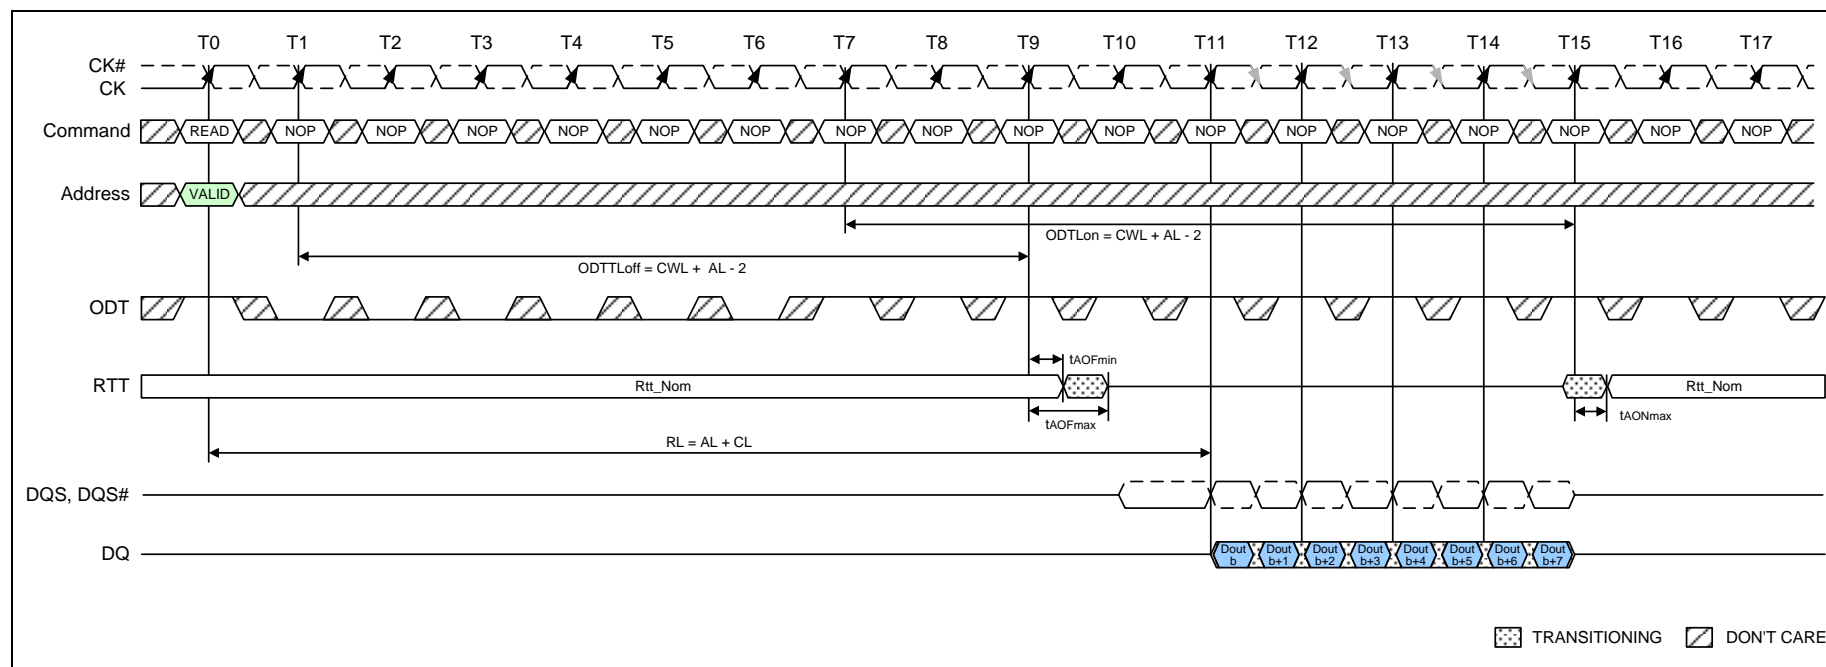 T0 T1 T2 T3 T4 T5 T6 T7 T8 T9 T10 T11 T12 T13 T14 T15 T16 T17
CK#
CK
Command READ NOP NOP NOP NOP NOP NOP NOP NOP NOP NOP NOP NOP NOP NOP NOP NOP NOP
Address VALID
ODTLon = CWL + AL - 2
ODTTLoff = CWL + AL - 2
ODT
tAOFmin
RTT Rtt_Nom Rtt_Nom
tAOFmax tAONmax
RL = AL + CL
DQS, DQS#
DQ Dout b Dout b+1 Dout b+2 Dout b+3 Dout b+4 Dout b+5 Dout b+6 Dout b+7
TRANSITIONING DON'T CARE